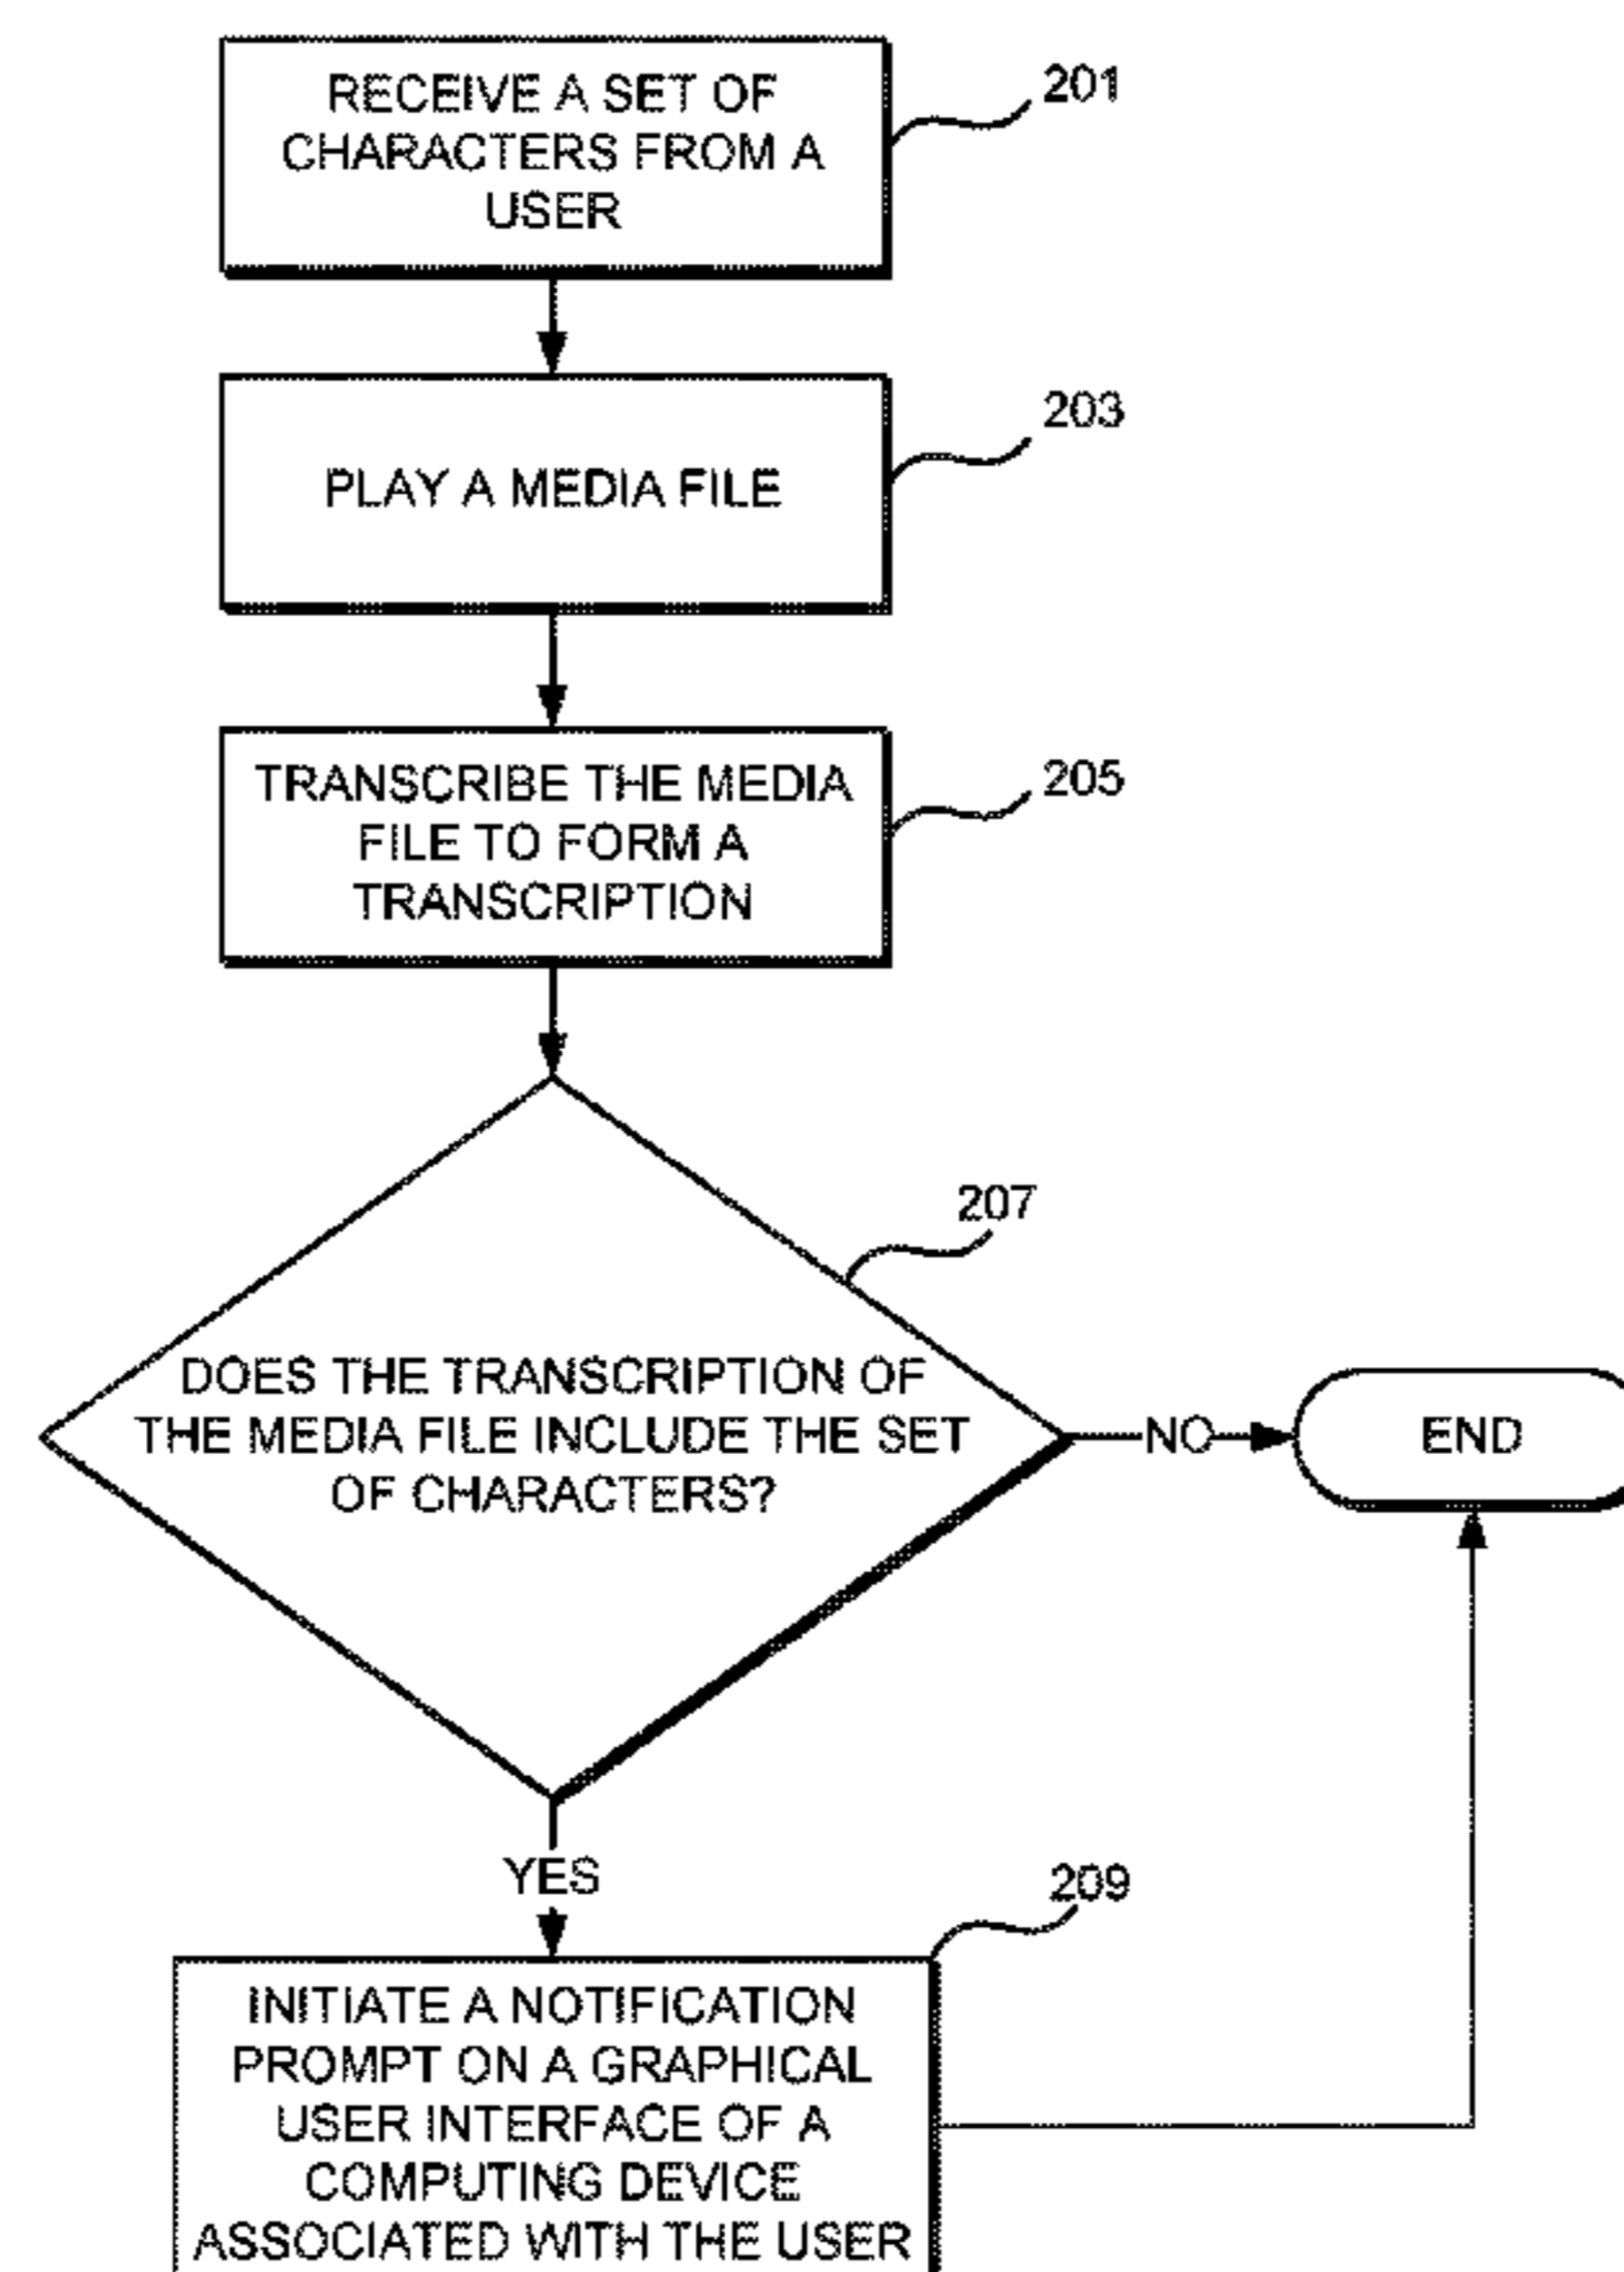 RECEIVE A SET OF
CHARACTERS FROM A
USER
201
PLAY A MEDIA FILE
203
TRANSCRIBE THE MEDIA
FILE TO FORM A
TRANSCRIPTION
205
207
DOES THE TRANSCRIPTION OF
THE MEDIA FILE INCLUDE THE SET
OF CHARACTERS?
NO
END
YES
209
INITIATE A NOTIFICATION
PROMPT ON A GRAPHICAL
USER INTERFACE OF A
COMPUTING DEVICE
ASSOCIATED WITH THE USER